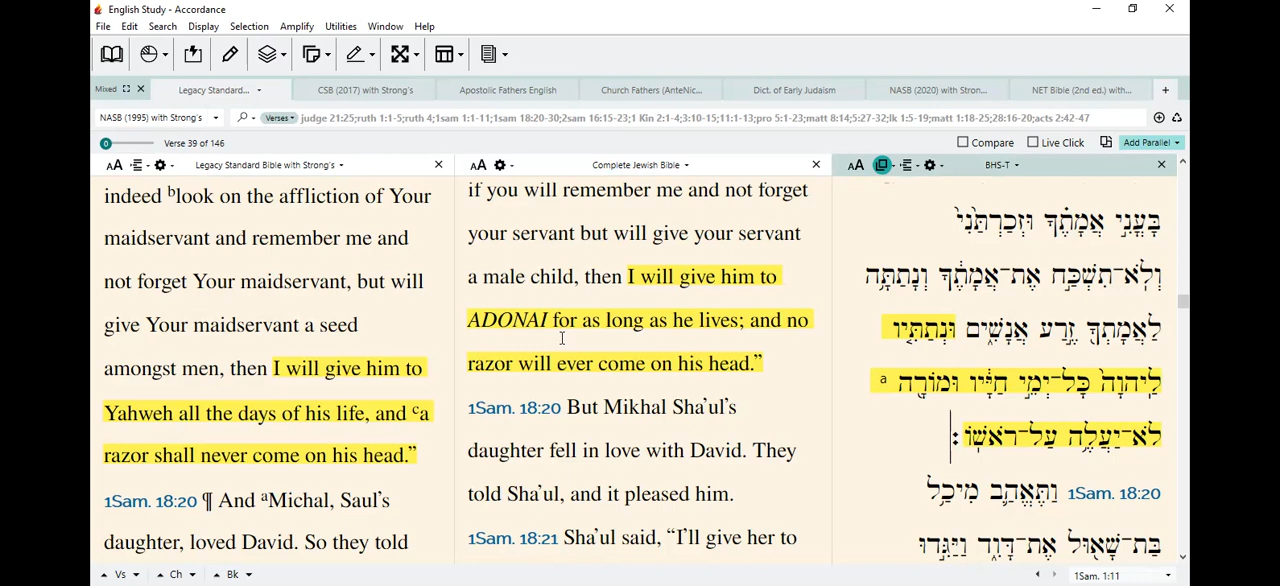 English Study - Accordance
File Edit Search Display Selection Amplify Utilities Window Help
Mixed Legacy Standard... CSB (2017) with Strong's Apostolic Fathers English Church Fathers (AnteNic... Dict. of Early Judaism NASB (2020) with Stron... NET Bible (2nd ed.) with... +
NASB (1995) with Strong's Verses judge 21:25;ruth 1:1-5;ruth 4;1sam 1:1-11;1sam 18:20-30;2sam 16:15-23;1 Kin 2:1-4;3:10-15;11:1-13;pro 5:1-23;matt 8:14;5:27-32;lk 1:5-19;matt 1:18-25;28:16-20;acts 2:42-47
0 Verse 39 of 146 Compare Live Click Add Parallel
AA Legacy Standard Bible with Strong's
indeed ᵇlook on the affliction of Your
maidservant and remember me and
not forget Your maidservant, but will
give Your maidservant a seed
amongst men, then I will give him to
Yahweh all the days of his life, and ᶜa
razor shall never come on his head.”
1Sam. 18:20 ¶ And ᵃMichal, Saul’s
daughter, loved David. So they told
AA Complete Jewish Bible
if you will remember me and not forget
your servant but will give your servant
a male child, then I will give him to
ADONAI for as long as he lives; and no
razor will ever come on his head.”
1Sam. 18:20 But Mikhal Sha’ul’s
daughter fell in love with David. They
told Sha’ul, and it pleased him.
1Sam. 18:21 Sha’ul said, “I’ll give her to
AA BHS-T
בָּעֳנִ֣י אֲמָתֶ֗ךָ וּזְכַרְתַּ֙נִי֙
וְלֹֽא־תִשְׁכַּ֣ח אֶת־אֲמָתֶ֔ךָ וְנָתַתָּ֥ה
לַאֲמָתְךָ֖ זֶ֣רַע אֲנָשִׁ֑ים וּנְתַתִּ֤יו
לַֽיהוָה֙ כָּל־יְמֵ֣י חַיָּ֔יו וּמוֹרָ֖ה ᵃ
לֹא־יַעֲלֶ֥ה עַל־רֹאשֽׁוֹ׃
1Sam. 18:20 וַתֶּאֱהַ֛ב מִיכַ֥ל
בַּת־שָׁא֖וּל אֶת־דָּוִ֑ד וַיַּגִּ֣דוּ
Vs Ch Bk 1Sam. 1:11